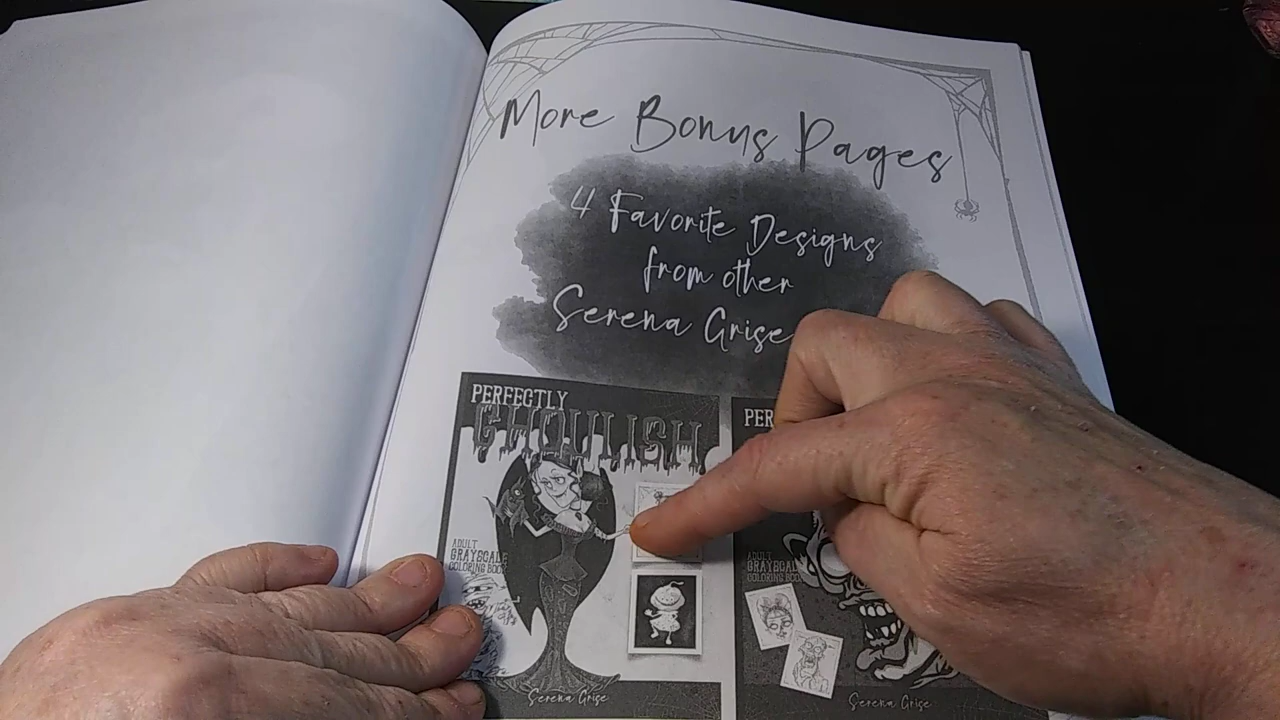 More Bonus Pages
4 Favorite Designs
from other
Serena Grise
PERFECTLY
GHOULISH
ADULT
GRAYSCALE
COLORING BOOK
Serena Grise
PER
ADULT
GRAYSCALE
COLORING BOOK
Serena Grise